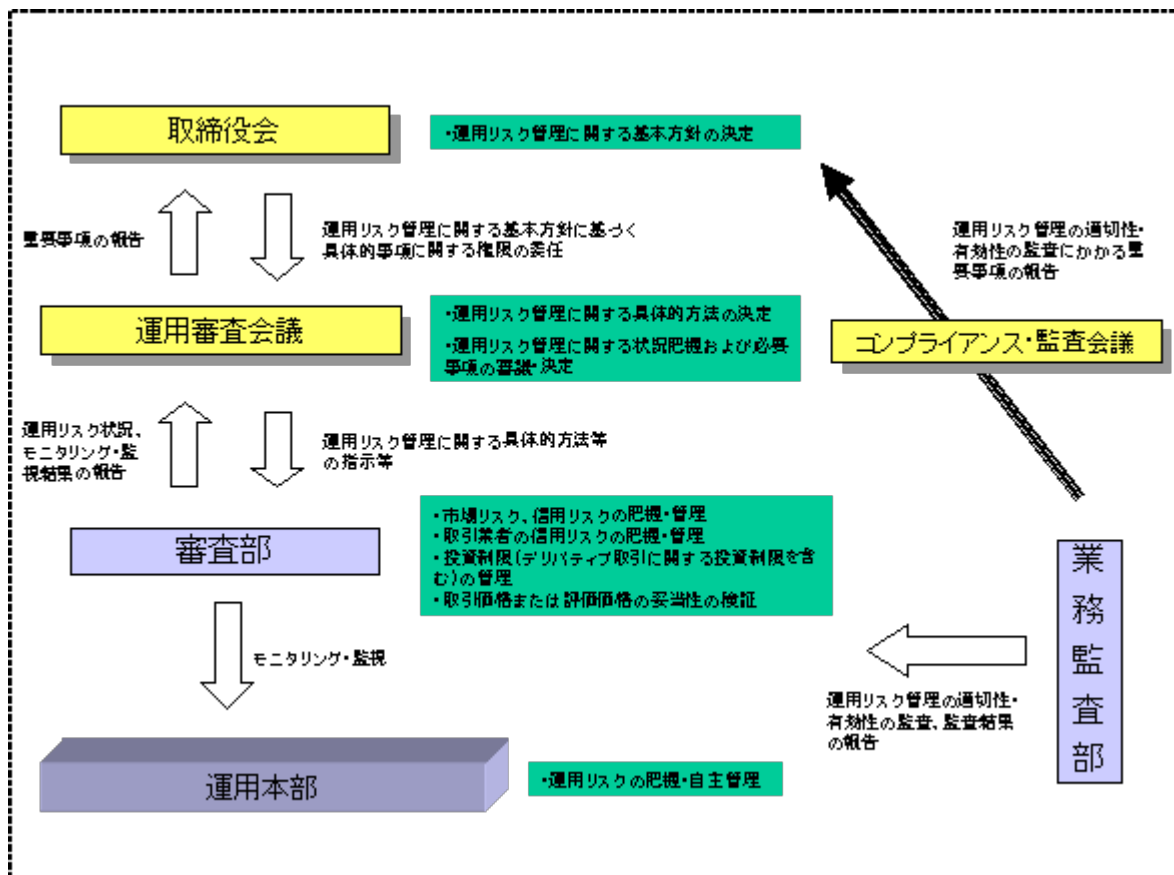 取締役会
・運用リスク管理に関する基本方針の決定
重要事項の報告
運用リスク管理に関する基本方針に基づく
具体的事項に関する権限の委任
運用リスク管理の適切性・
有効性の監査にかかる重
要事項の報告
運用審査会議
・運用リスク管理に関する具体的方法の決定
・運用リスク管理に関する状況把握および必要
事項の審議・決定
コンプライアンス・監査会議
運用リスク状況、
モニタリング・監
視結果の報告
運用リスク管理に関する具体的方法等
の指示等
審査部
・市場リスク、信用リスクの把握・管理
・取引業者の信用リスクの把握・管理
・投資制限(デリバティブ取引に関する投資制限を含
む)の管理
・取引価格または評価価格の妥当性の検証
業
務
監
査
部
モニタリング・監視
運用リスク管理の適切性・
有効性の監査、監査結果
の報告
運用本部
・運用リスクの把握・自主管理